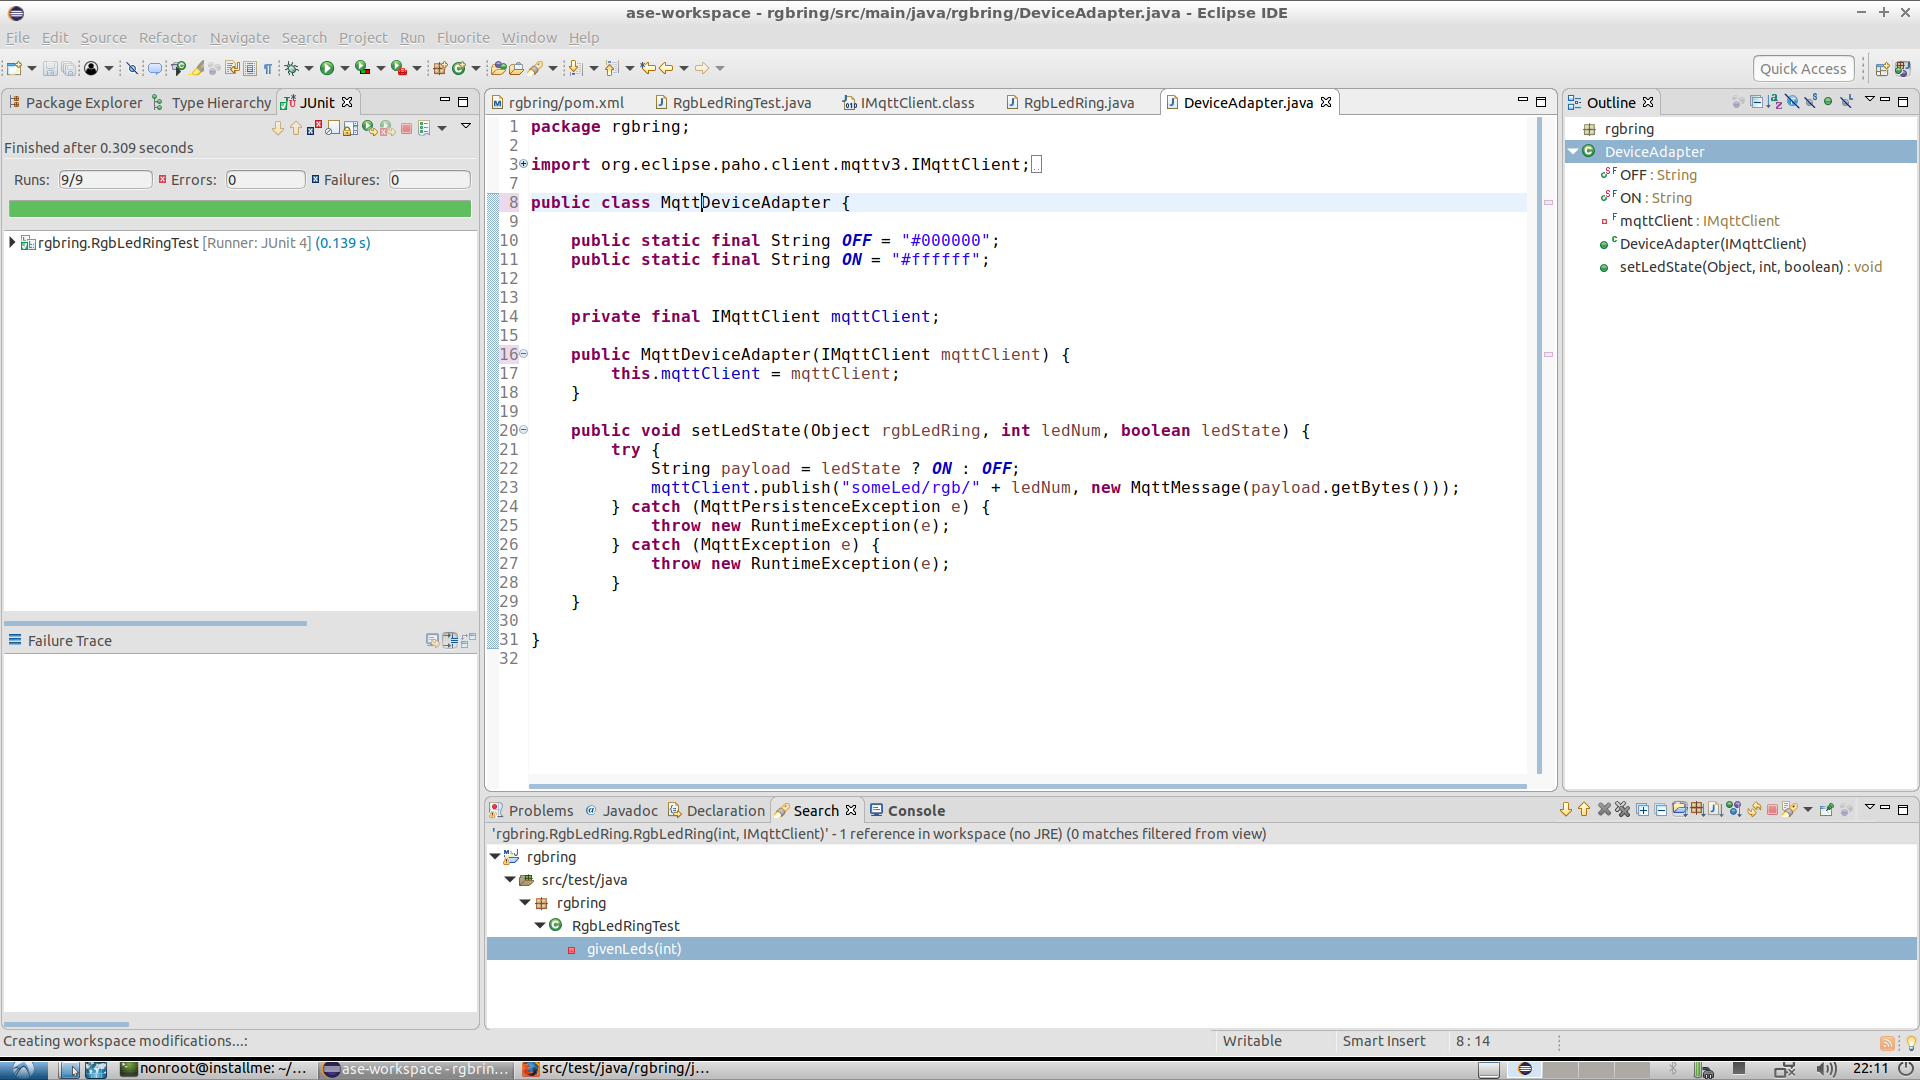 ase-workspace - rgbring/src/main/java/rgbring/DeviceAdapter.java - Eclipse IDE
File Edit Source Refactor Navigate Search Project Run Fluorite Window Help
Quick Access
Package Explorer Type Hierarchy JUnit
Finished after 0.309 seconds
Runs: 9/9 Errors: 0 Failures: 0
rgbring.RgbLedRingTest [Runner: JUnit 4] (0.139 s)
Failure Trace
rgbring/pom.xml RgbLedRingTest.java IMqttClient.class RgbLedRing.java DeviceAdapter.java
1 package rgbring;
2
3 import org.eclipse.paho.client.mqttv3.IMqttClient;
7
8 public class MqttDeviceAdapter {
9
10 public static final String OFF = "#000000";
11 public static final String ON = "#ffffff";
12
13
14 private final IMqttClient mqttClient;
15
16 public MqttDeviceAdapter(IMqttClient mqttClient) {
17 this.mqttClient = mqttClient;
18 }
19
20 public void setLedState(Object rgbLedRing, int ledNum, boolean ledState) {
21 try {
22 String payload = ledState ? ON : OFF;
23 mqttClient.publish("someLed/rgb/" + ledNum, new MqttMessage(payload.getBytes()));
24 } catch (MqttPersistenceException e) {
25 throw new RuntimeException(e);
26 } catch (MqttException e) {
27 throw new RuntimeException(e);
28 }
29 }
30
31 }
32
Outline
rgbring
DeviceAdapter
OFF : String
ON : String
mqttClient : IMqttClient
DeviceAdapter(IMqttClient)
setLedState(Object, int, boolean) : void
Problems Javadoc Declaration Search Console
'rgbring.RgbLedRing.RgbLedRing(int, IMqttClient)' - 1 reference in workspace (no JRE) (0 matches filtered from view)
rgbring
src/test/java
rgbring
RgbLedRingTest
givenLeds(int)
Creating workspace modifications...:
Writable Smart Insert 8 : 14
nonroot@installme: ~/... ase-workspace - rgbrin... src/test/java/rgbring/j... 22:11